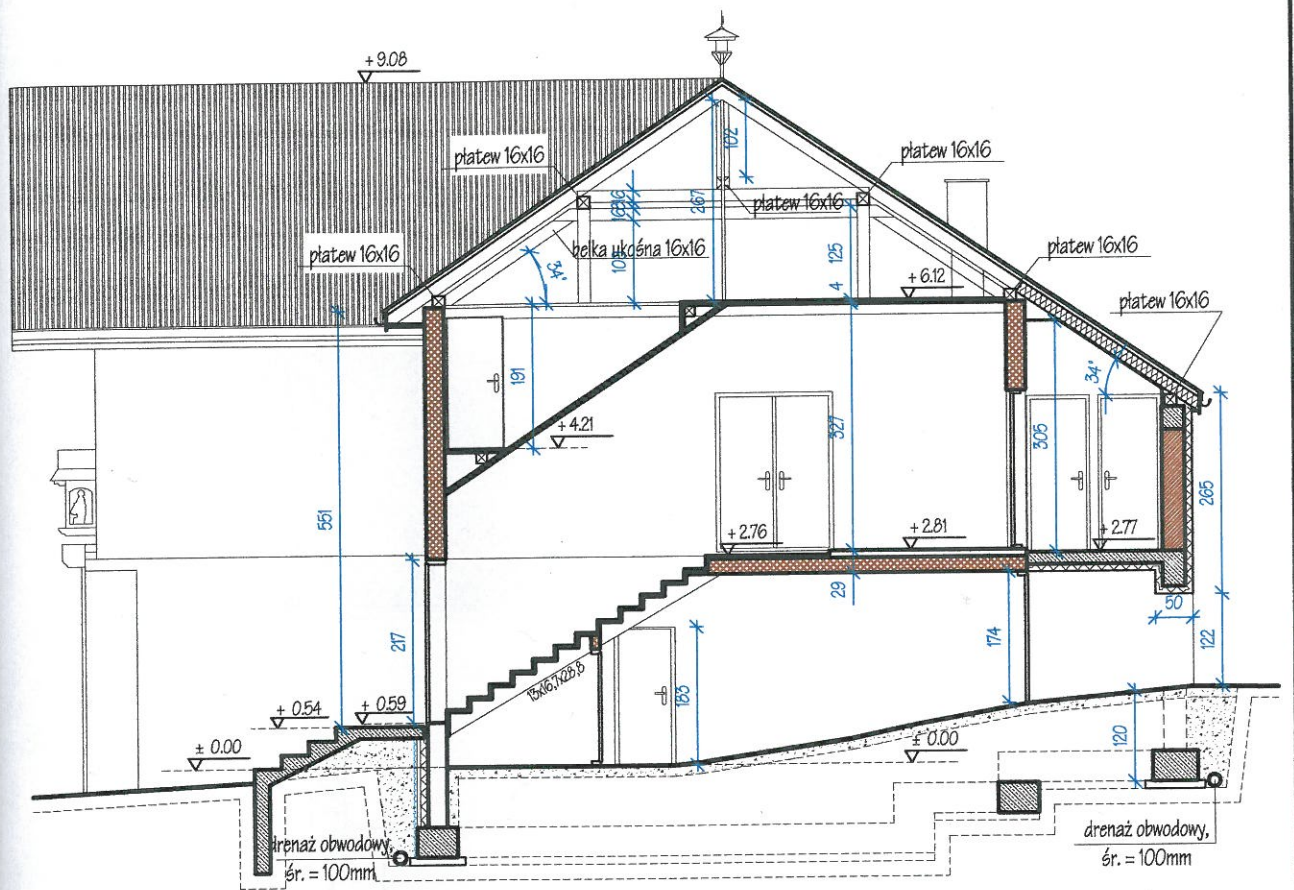 + 9.08
płatew 16x16
płatew 16x16
102
267
płatew 16x16
belka ukośna 16x16
125
4
płatew 16x16
34°
płatew 16x16
+ 6.12
płatew 16x16
34°
191
+ 4.21
327
305
265
551
+ 2.76
+ 2.81
+ 2.77
29
50
217
174
122
13x16,7x28,8
183
+ 0.54
+ 0.59
± 0.00
± 0.00
120
drenaż obwodowy,
śr. = 100mm
drenaż obwodowy,
śr. = 100mm